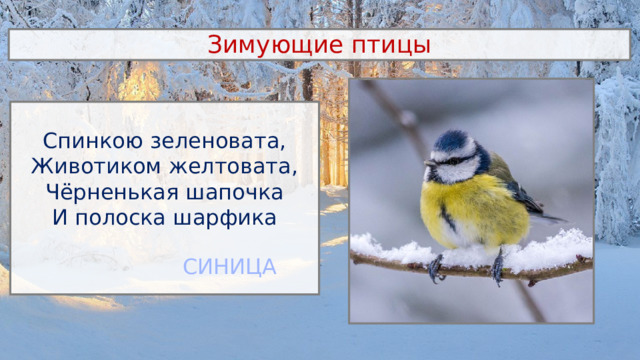 Зимующие птицы
Спинкою зеленовата,
Животиком желтовата,
Чёрненькая шапочка
И полоска шарфика
СИНИЦА